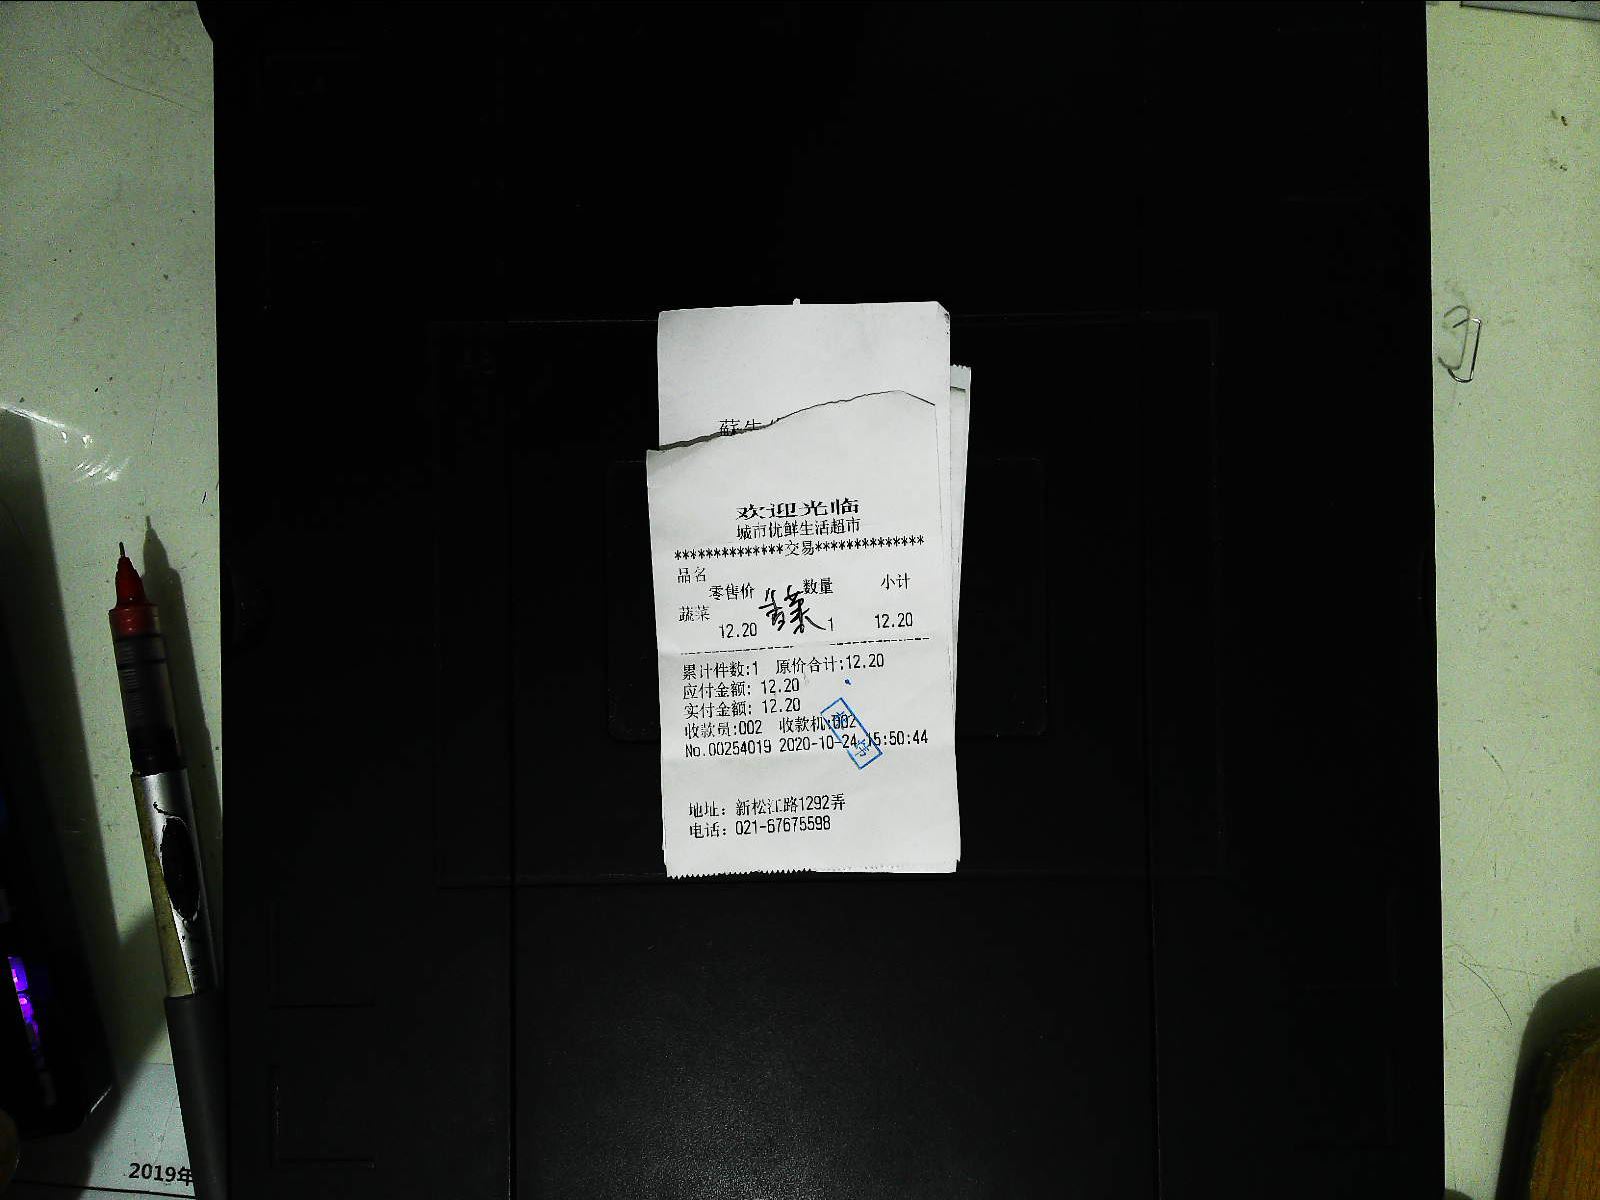 欢迎光临
城市优鲜生活超市
**************交易**************
品名
零售价 数量 小计
蔬菜 青菜
12.20 1 12.20
累计件数:1 原价合计:12.20
应付金额: 12.20
实付金额: 12.20
收款员:002 收款机:002
No.00254019 2020-10-24 15:50:44
地址: 新松江路1292弄
电话: 021-67675598
2019年